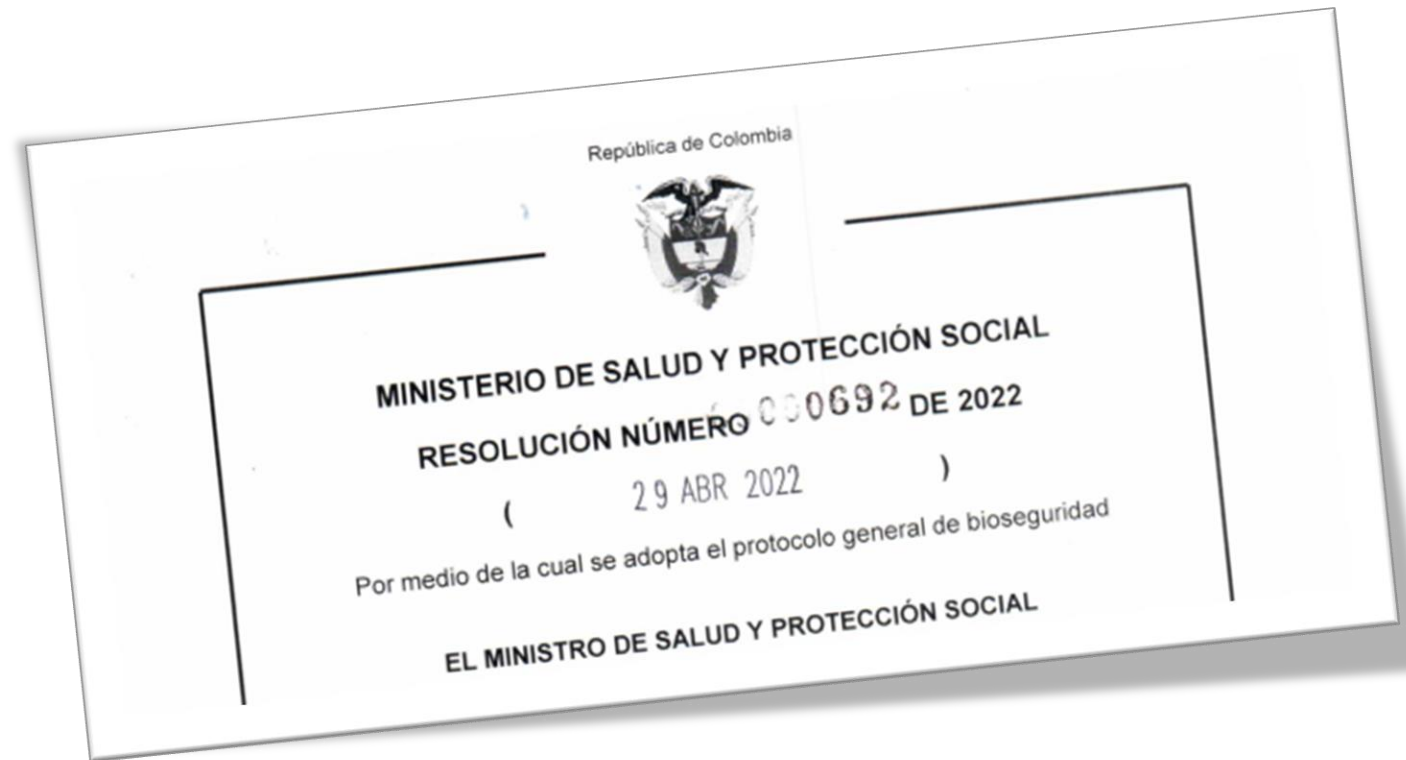 República de Colombia
MINISTERIO DE SALUD Y PROTECCIÓN SOCIAL
RESOLUCIÓN NÚMERO 000692 DE 2022
( 29 ABR 2022 )
Por medio de la cual se adopta el protocolo general de bioseguridad
EL MINISTRO DE SALUD Y PROTECCIÓN SOCIAL